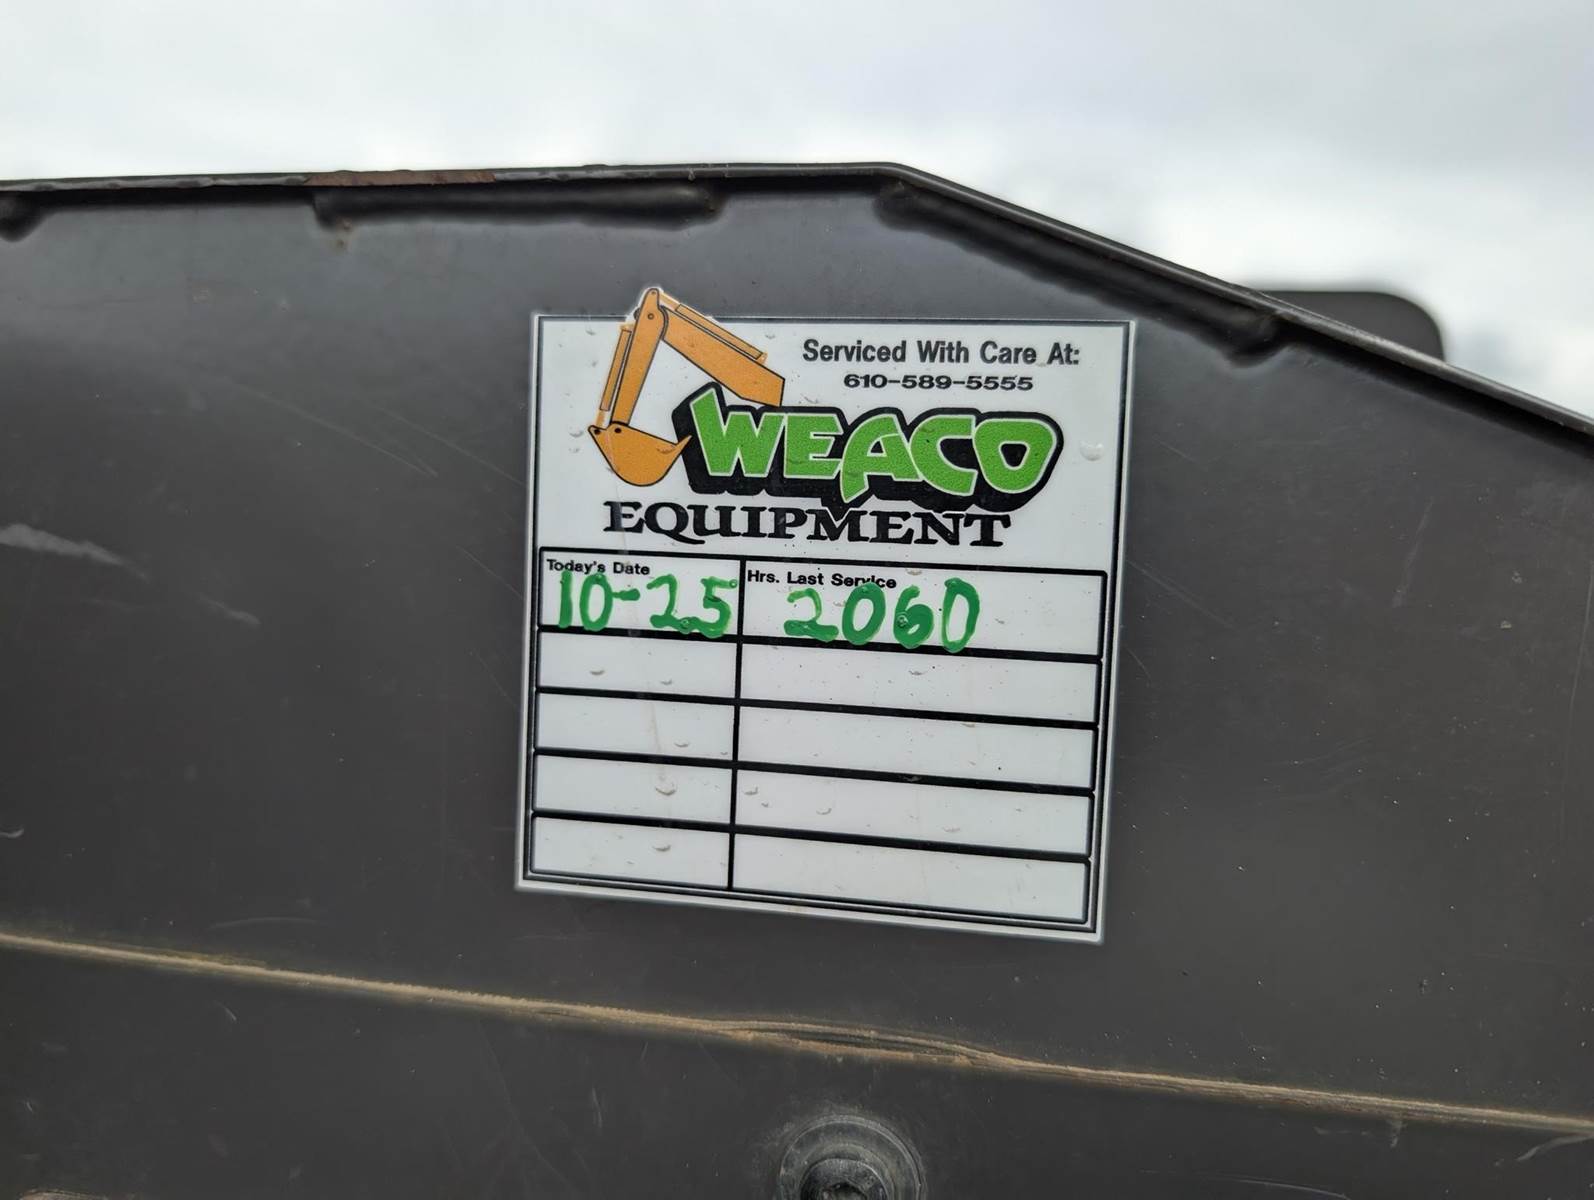 Serviced With Care At:
610-589-5555
WEACO
EQUIPMENT
Today's Date Hrs. Last Service
10-25 2060